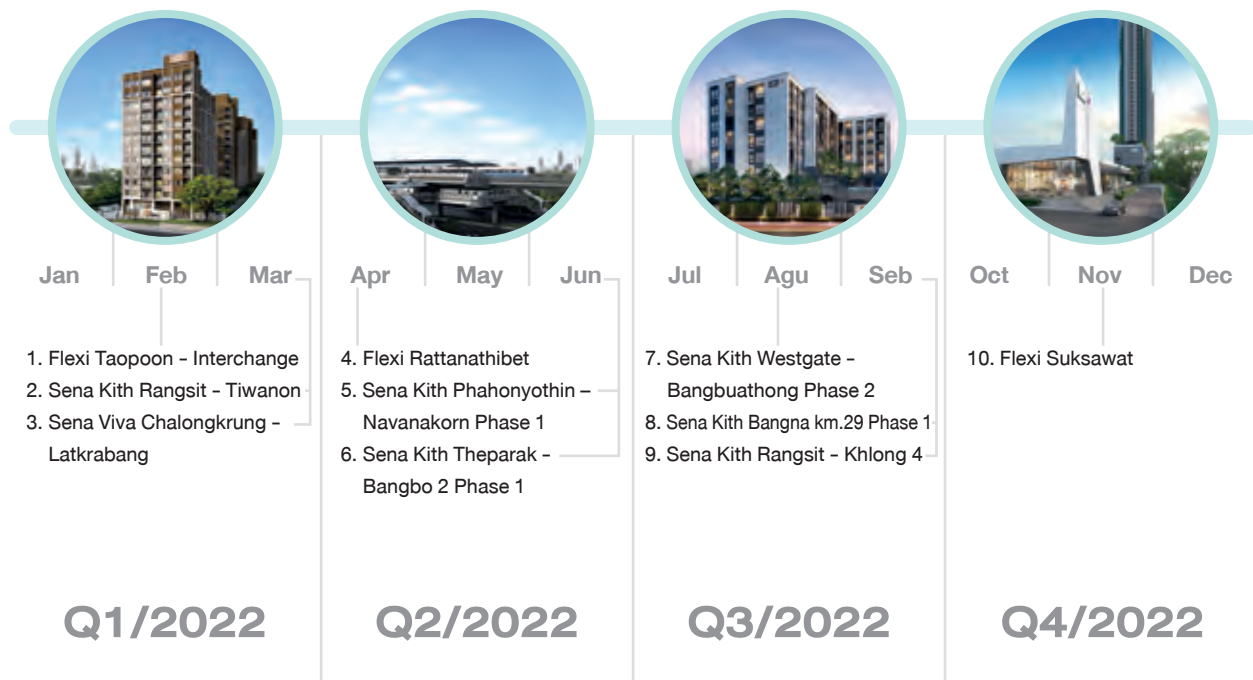 Jan Feb Mar Apr May Jun Jul Agu Seb Oct Nov Dec
1. Flexi Taopoon - Interchange
2. Sena Kith Rangsit - Tiwanon
3. Sena Viva Chalongkrung -
Latkrabang
4. Flexi Rattanathibet
5. Sena Kith Phahonyothin –
Navanakorn Phase 1
6. Sena Kith Theparak -
Bangbo 2 Phase 1
7. Sena Kith Westgate -
Bangbuathong Phase 2
8. Sena Kith Bangna km.29 Phase 1
9. Sena Kith Rangsit - Khlong 4
10. Flexi Suksawat
Q1/2022 Q2/2022 Q3/2022 Q4/2022